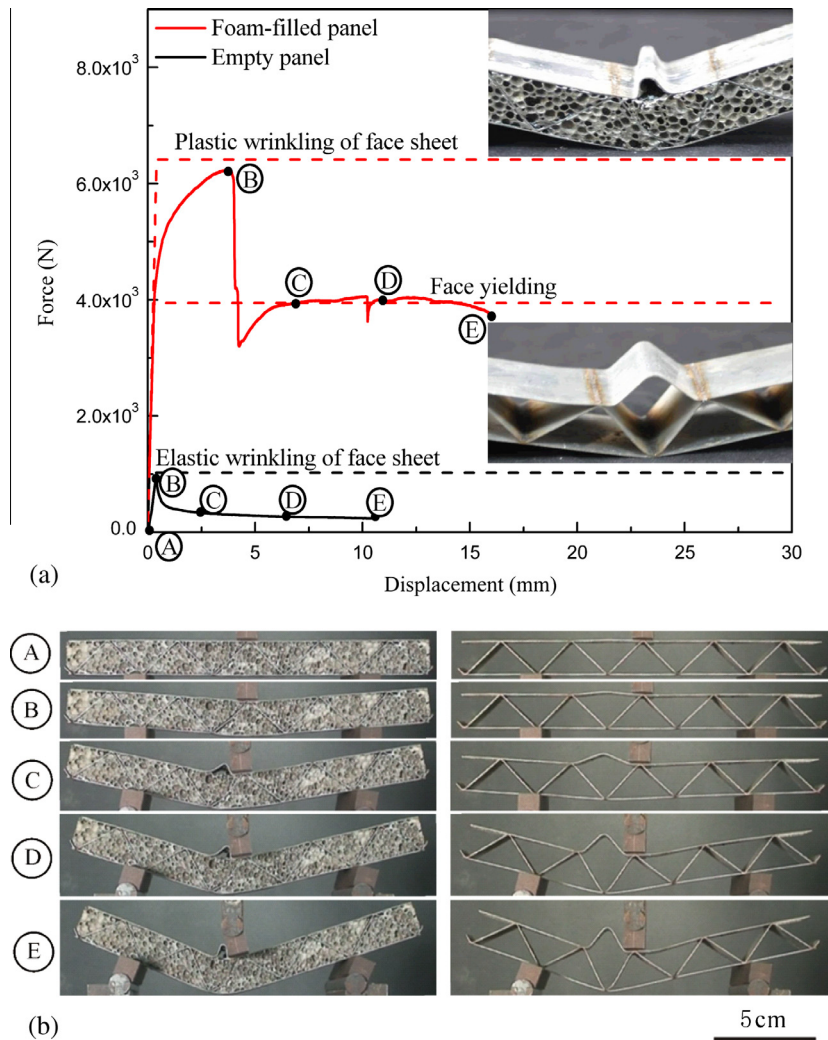 Foam-filled panel
Empty panel
8.0x10³
Plastic wrinkling of face sheet
6.0x10³
B
C
D
4.0x10³
Face yielding
E
Force (N)
2.0x10³
Elastic wrinkling of face sheet
B
C
D
E
0.0
A
0 5 10 15 20 25 30
Displacement (mm)
(a)
A
B
C
D
E
(b)
5cm